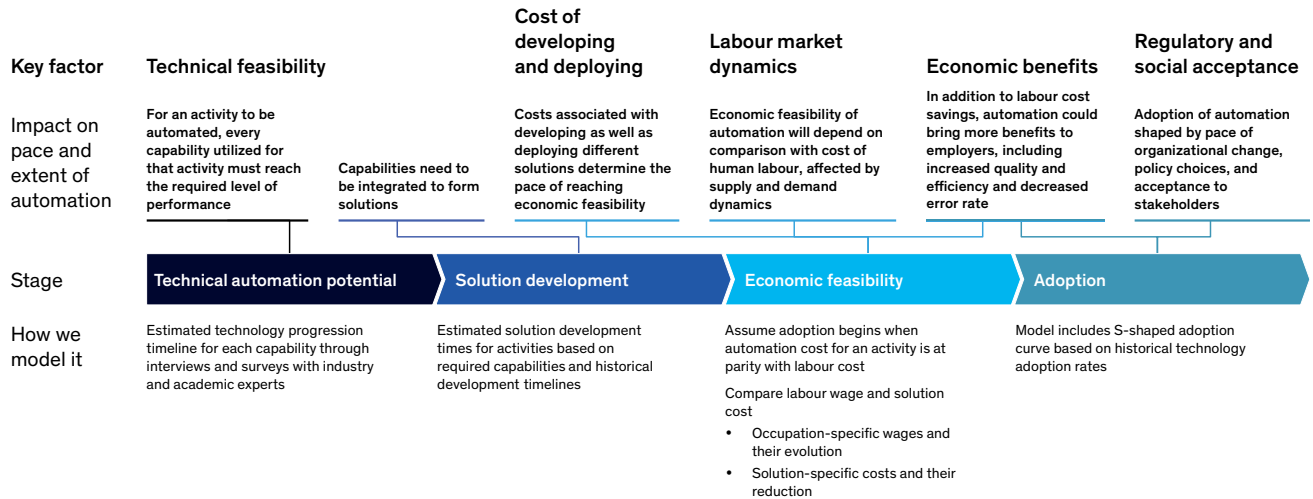 Key factor
Technical feasibility
Cost of
developing
and deploying
Labour market
dynamics
Economic benefits
Regulatory and
social acceptance
Impact on
pace and
extent of
automation
For an activity to be
automated, every
capability utilized for
that activity must reach
the required level of
performance
Capabilities need to
be integrated to form
solutions
Costs associated with
developing as well as
deploying different
solutions determine the
pace of reaching
economic feasibility
Economic feasibility of
automation will depend on
comparison with cost of
human labour, affected by
supply and demand
dynamics
In addition to labour cost
savings, automation could
bring more benefits to
employers, including
increased quality and
efficiency and decreased
error rate
Adoption of automation
shaped by pace of
organizational change,
policy choices, and
acceptance to
stakeholders
Stage
Technical automation potential
Solution development
Economic feasibility
Adoption
How we
model it
Estimated technology progression
timeline for each capability through
interviews and surveys with industry
and academic experts
Estimated solution development
times for activities based on
required capabilities and historical
development timelines
Assume adoption begins when
automation cost for an activity is at
parity with labour cost
Compare labour wage and solution
cost
• Occupation-specific wages and
their evolution
• Solution-specific costs and their
reduction
Model includes S-shaped adoption
curve based on historical technology
adoption rates